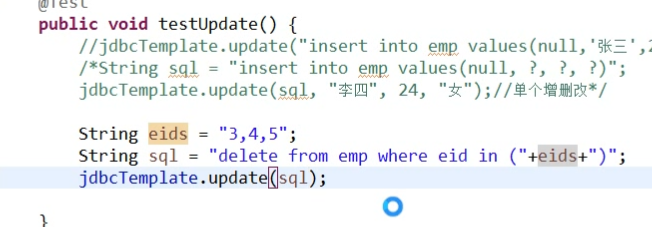 @Test
public void testUpdate() {
//jdbcTemplate.update("insert into emp values(null,'张三',2
/*String sql = "insert into emp values(null, ?, ?, ?)";
jdbcTemplate.update(sql, "李四", 24, "女");//单个增删改*/
String eids = "3,4,5";
String sql = "delete from emp where eid in ("+eids+")";
jdbcTemplate.update(sql);
}